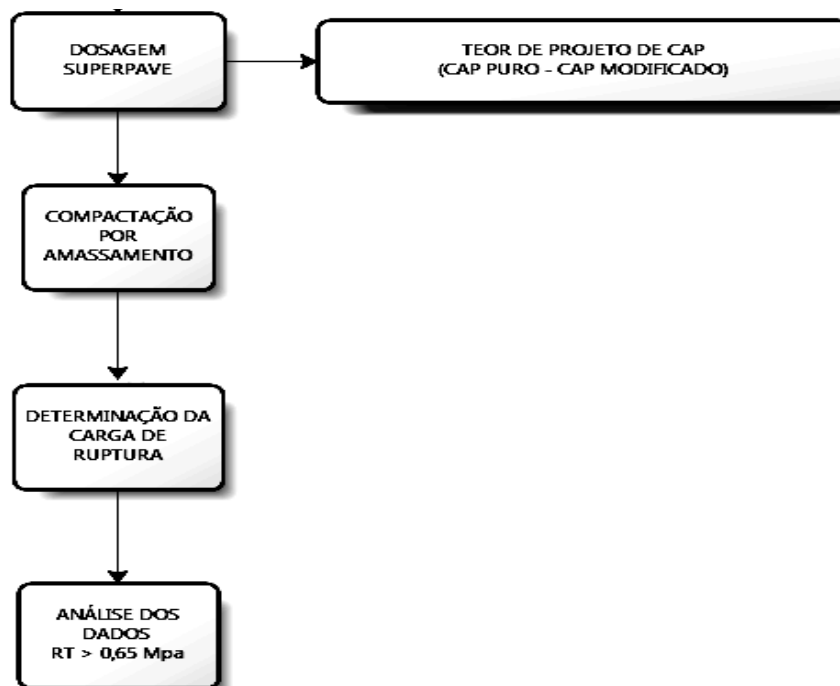 DOSAGEM
SUPERPAVE
TEOR DE PROJETO DE CAP
(CAP PURO - CAP MODIFICADO)
COMPACTAÇÃO
POR
AMASSAMENTO
DETERMINAÇÃO DA
CARGA DE
RUPTURA
ANÁLISE DOS
DADOS
RT > 0,65 Mpa